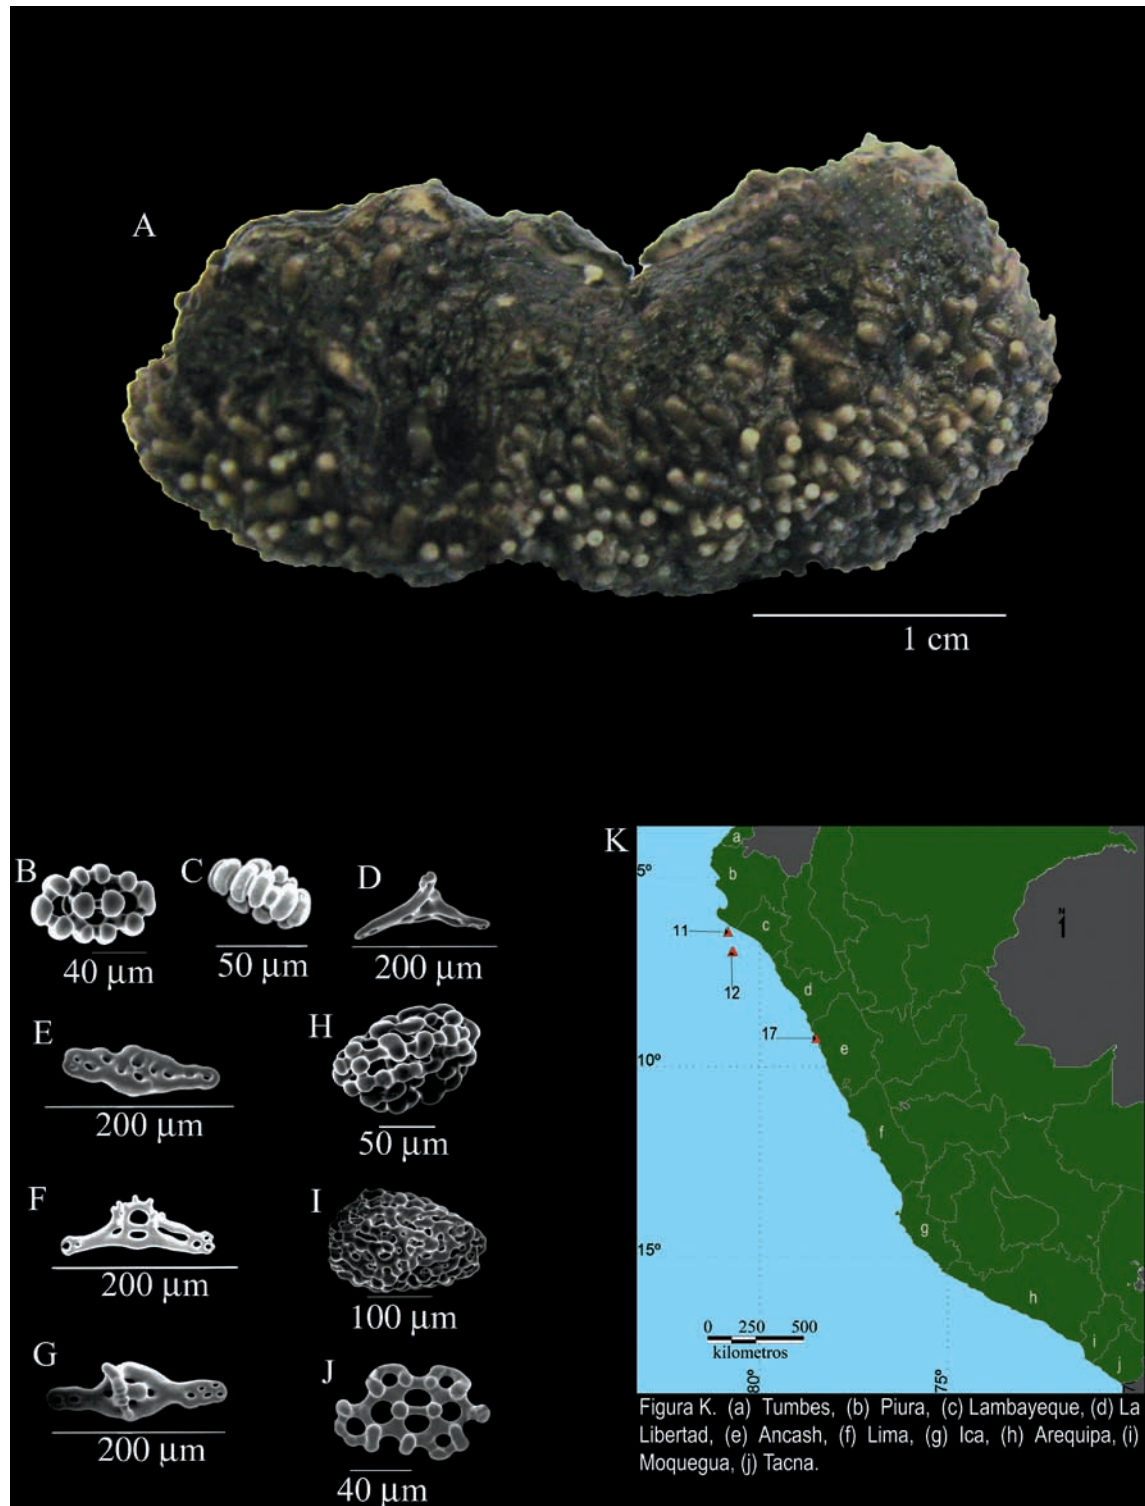 A
1 cm
B
40 μm
C
50 μm
D
200 μm
E
200 μm
H
50 μm
F
200 μm
I
100 μm
G
200 μm
J
40 μm
K
5º
10º
15º
80º
75º
a
b
c
d
e
f
g
h
i
j
11
12
17
N
0 250 500
kilometros
Figura K. (a) Tumbes, (b) Piura, (c) Lambayeque, (d) La
Libertad, (e) Ancash, (f) Lima, (g) Ica, (h) Arequipa, (i)
Moquegua, (j) Tacna.